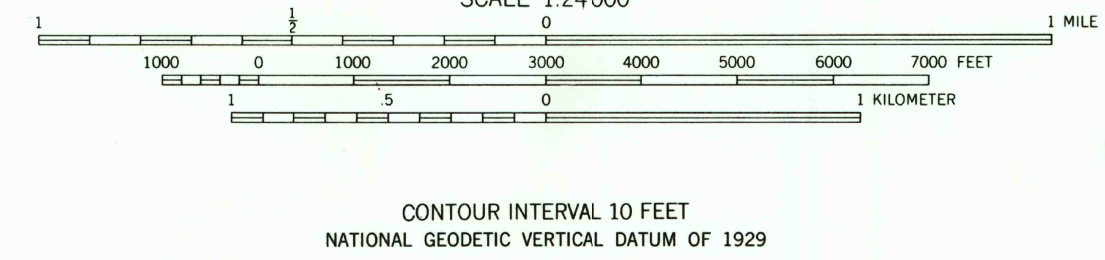 SCALE 1:24000
1 1/2 0 1 MILE
1000 0 1000 2000 3000 4000 5000 6000 7000 FEET
1 .5 0 1 KILOMETER
CONTOUR INTERVAL 10 FEET
NATIONAL GEODETIC VERTICAL DATUM OF 1929